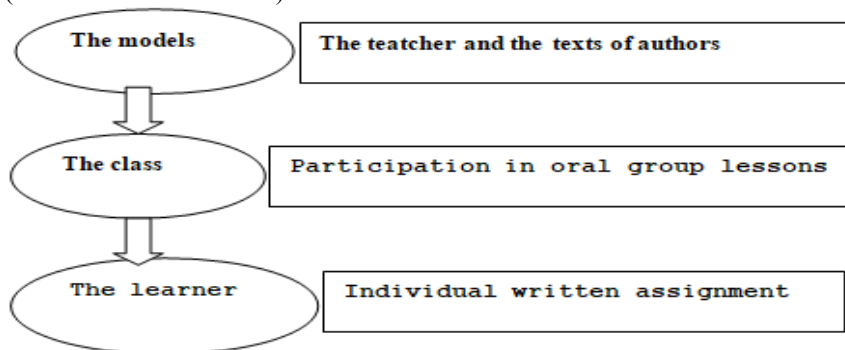 The models
The teatcher and the texts of authors
The class
Participation in oral group lessons
The learner
Individual written assignment